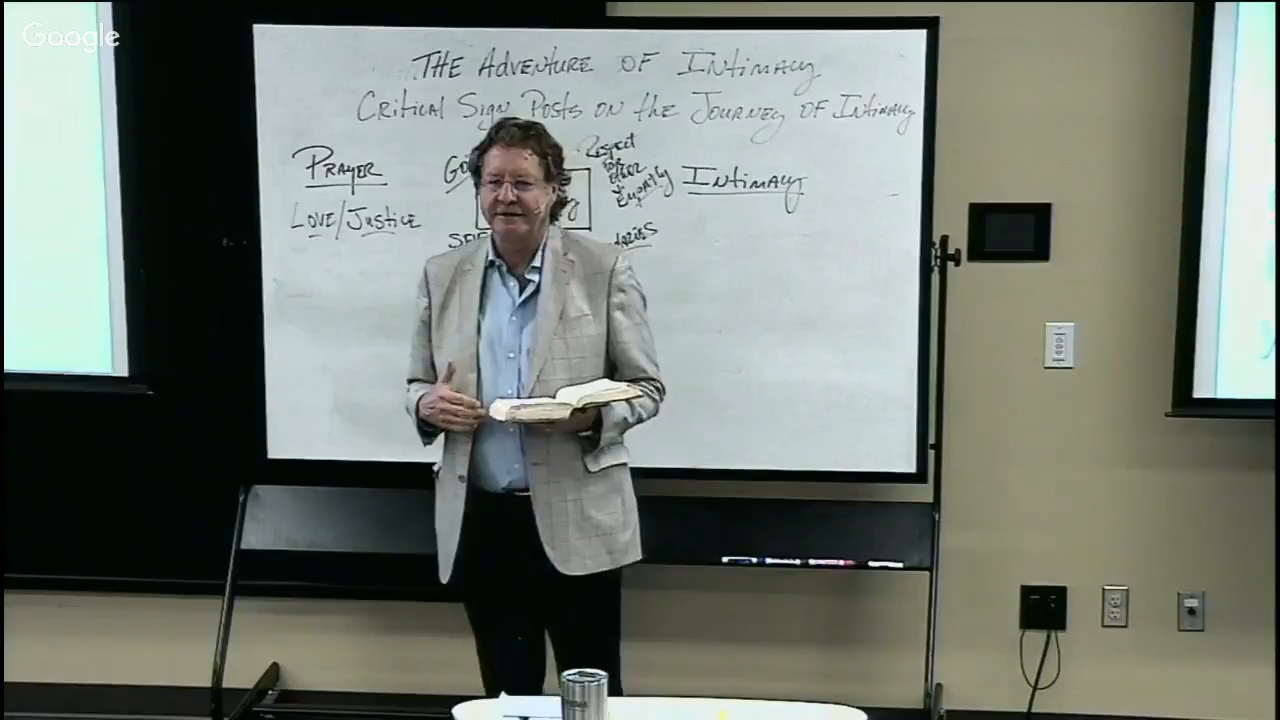 Google
THE ADVENTURE OF INTIMACY
CRITICAL SIGN POSTS ON THE JOURNEY OF INTIMACY
PRAYER
LOVE/JUSTICE
RESPECT
FOR
OTHER
+
EMPATHY
INTIMACY